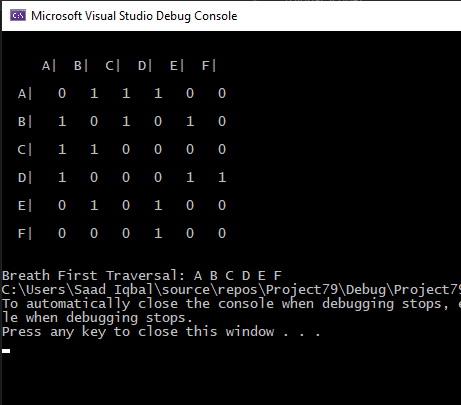 Microsoft Visual Studio Debug Console
A| B| C| D| E| F|
A| 0 1 1 1 0 0
B| 1 0 1 0 1 0
C| 1 1 0 0 0 0
D| 1 0 0 0 1 1
E| 0 1 0 1 0 0
F| 0 0 0 1 0 0
Breath First Traversal: A B C D E F
C:\Users\Saad Iqbal\source\repos\Project79\Debug\Project79
To automatically close the console when debugging stops, e
le when debugging stops.
Press any key to close this window . . .